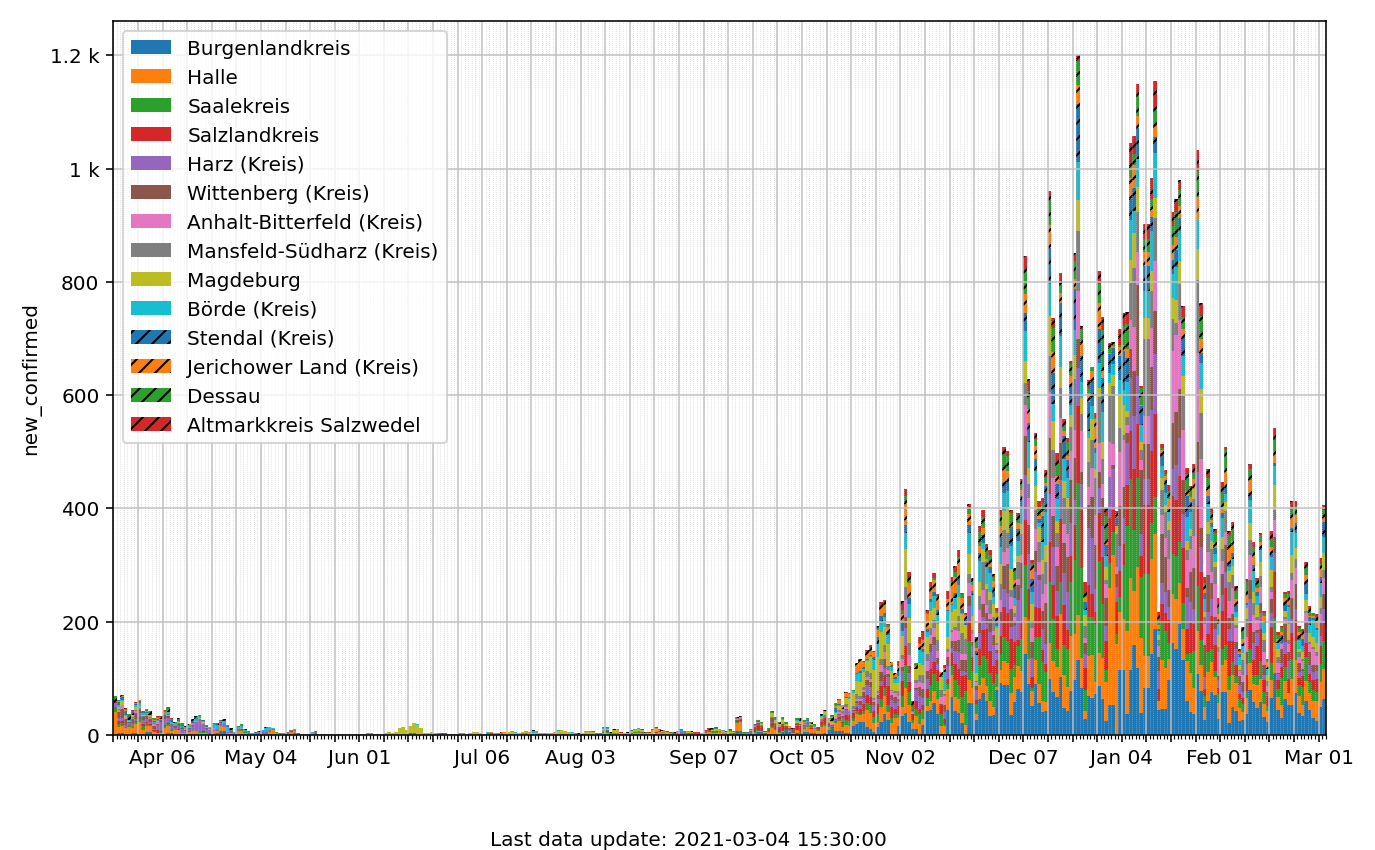 1.2 k
1 k
800
600
400
200
0
new_confirmed
Burgenlandkreis
Halle
Saalekreis
Salzlandkreis
Harz (Kreis)
Wittenberg (Kreis)
Anhalt-Bitterfeld (Kreis)
Mansfeld-Südharz (Kreis)
Magdeburg
Börde (Kreis)
Stendal (Kreis)
Jerichower Land (Kreis)
Dessau
Altmarkkreis Salzwedel
Apr 06 May 04 Jun 01 Jul 06 Aug 03 Sep 07 Oct 05 Nov 02 Dec 07 Jan 04 Feb 01 Mar 01
Last data update: 2021-03-04 15:30:00